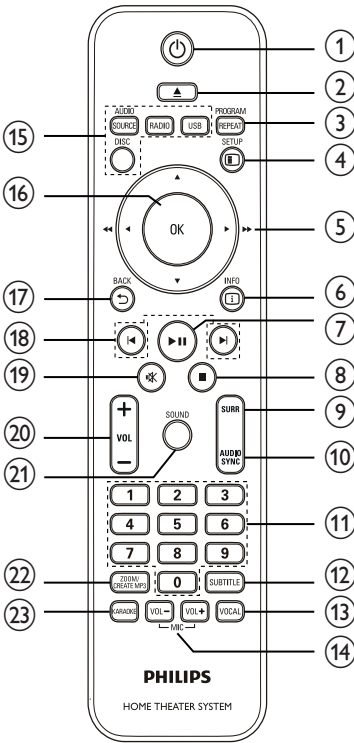 1
2
AUDIO
SOURCE RADIO USB
PROGRAM
REPEAT
3
15
DISC
SETUP
4
16
OK
5
17
BACK
INFO
i
6
18
7
19
8
20
+
VOL
−
SOUND
SURR
9
AUDIO
SYNC
10
21
1 2 3
4 5 6
7 8 9
0
11
22
ZOOM/
CREATE MP3
SUBTITLE
12
23
KARAOKE
VOL− VOL+
MIC
VOCAL
13
14
PHILIPS
HOME THEATER SYSTEM